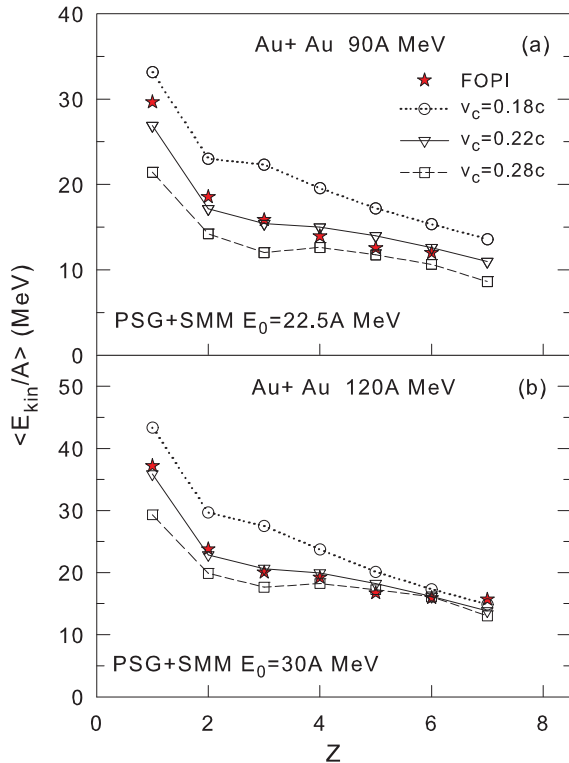 40
Au+ Au 90A MeV (a)
FOPI
v_c=0.18c
30
v_c=0.22c
v_c=0.28c
20
10
PSG+SMM E_0=22.5A MeV
0
<E_kin/A> (MeV)
50
Au+ Au 120A MeV (b)
40
30
20
10
PSG+SMM E_0=30A MeV
0
0 2 4 6 8
Z